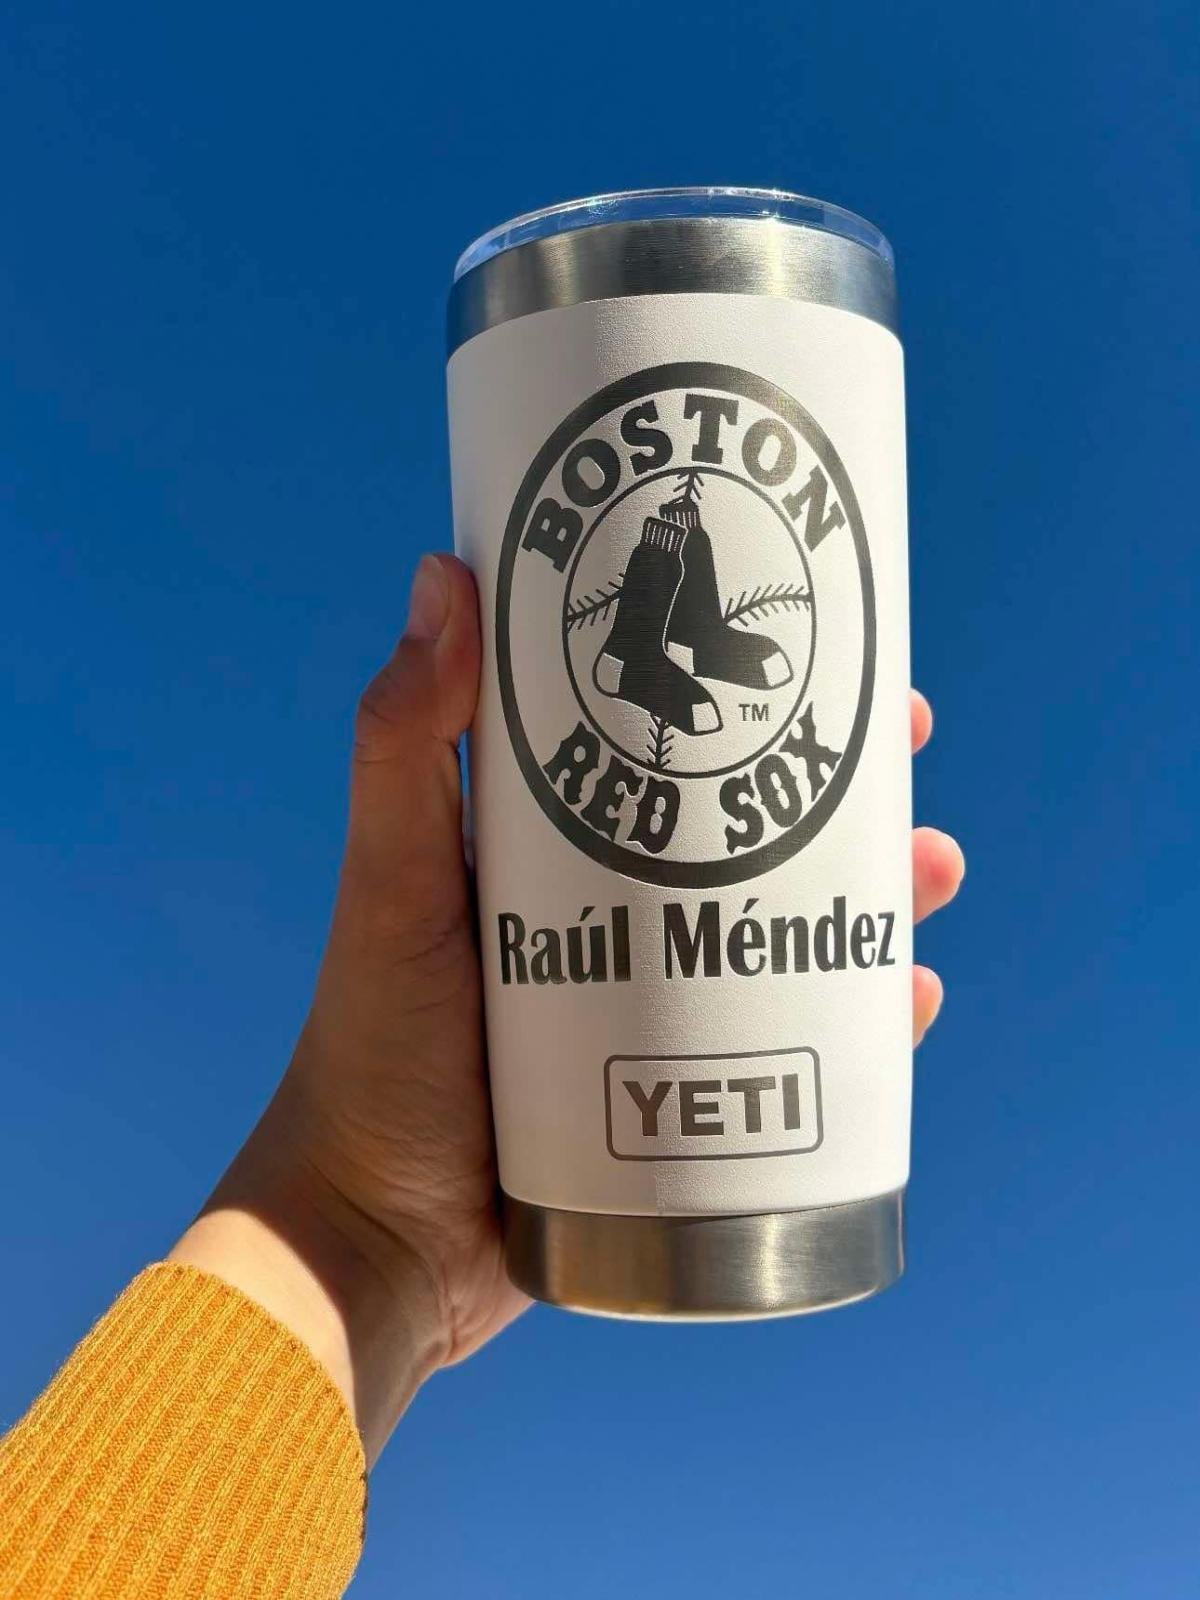 BOSTON
TM
RED SOX
Raúl Méndez
YETI